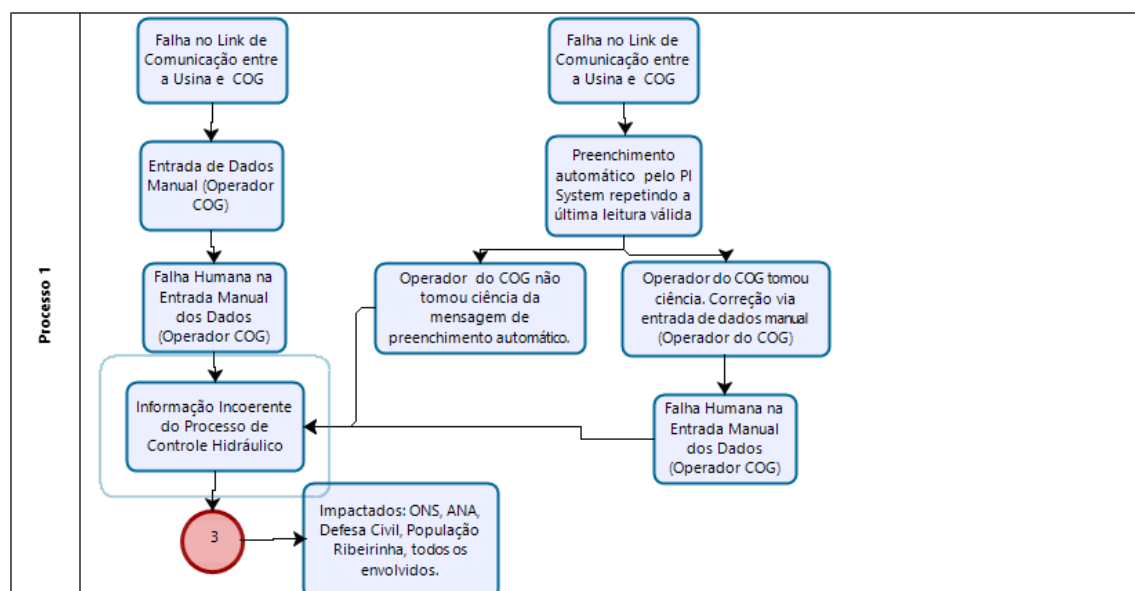 Processo 1
Falha no Link de
Comunicação entre
a Usina e COG
Entrada de Dados
Manual (Operador
COG)
Falha Humana na
Entrada Manual
dos Dados
(Operador COG)
Informação Incoerente
do Processo de
Controle Hidráulico
3
Impactados: ONS, ANA,
Defesa Civil, População
Ribeirinha, todos os
envolvidos.
Falha no Link de
Comunicação entre
a Usina e COG
Preenchimento
automático pelo PI
System repetindo a
última leitura válida
Operador do COG não
tomou ciência da
mensagem de
preenchimento automático.
Operador do COG tomou
ciência. Correção via
entrada de dados manual
(Operador do COG)
Falha Humana na
Entrada Manual
dos Dados
(Operador COG)